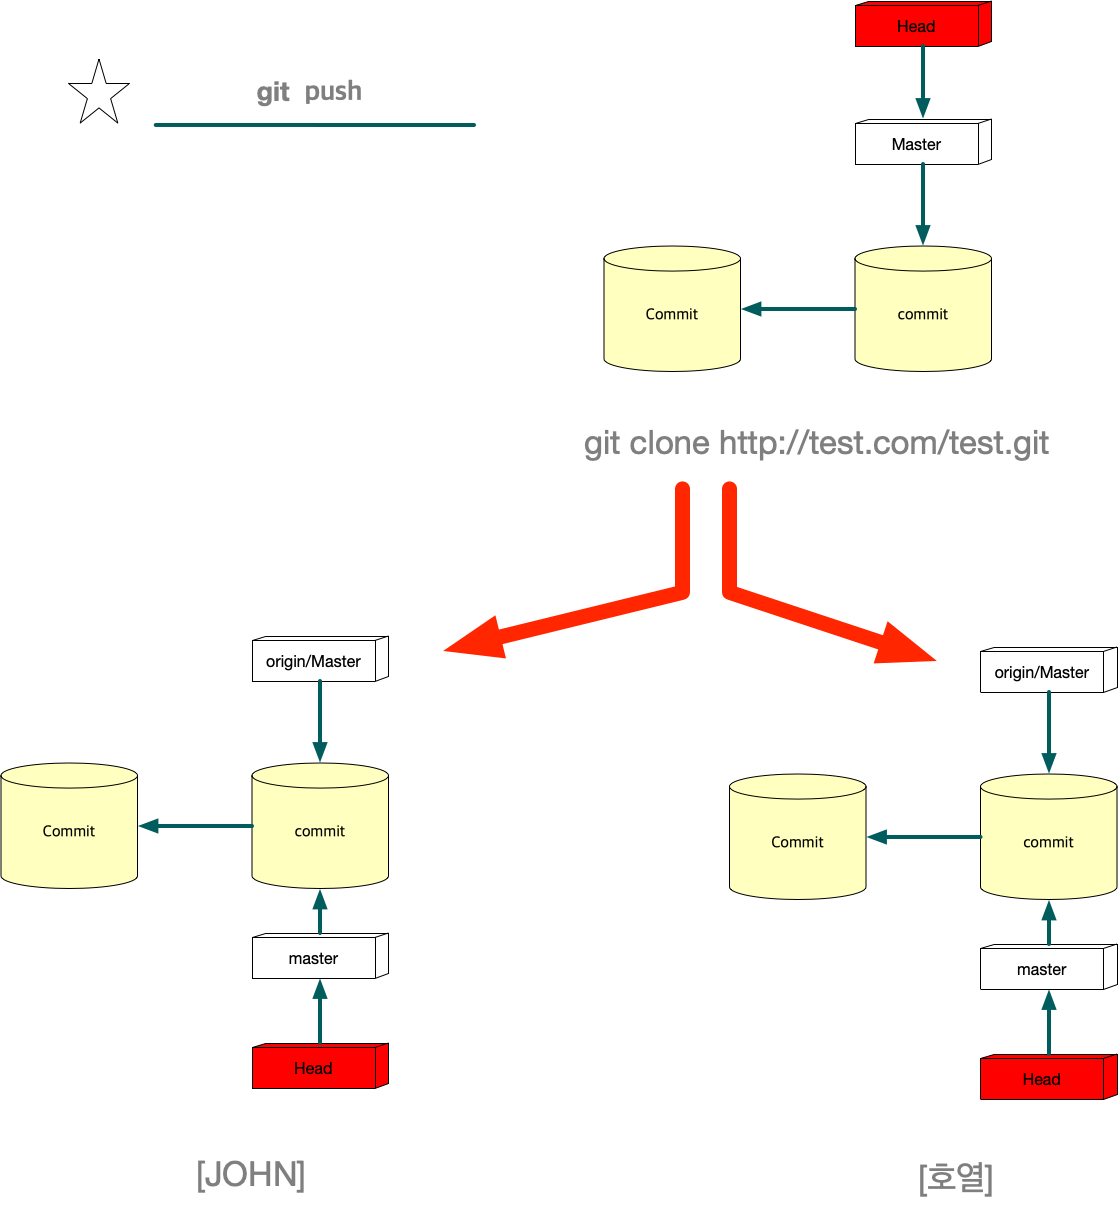 Head
git push
Master
Commit
commit
git clone http://test.com/test.git
origin/Master
origin/Master
Commit
commit
Commit
commit
master
master
Head
Head
[JOHN]
[호열]